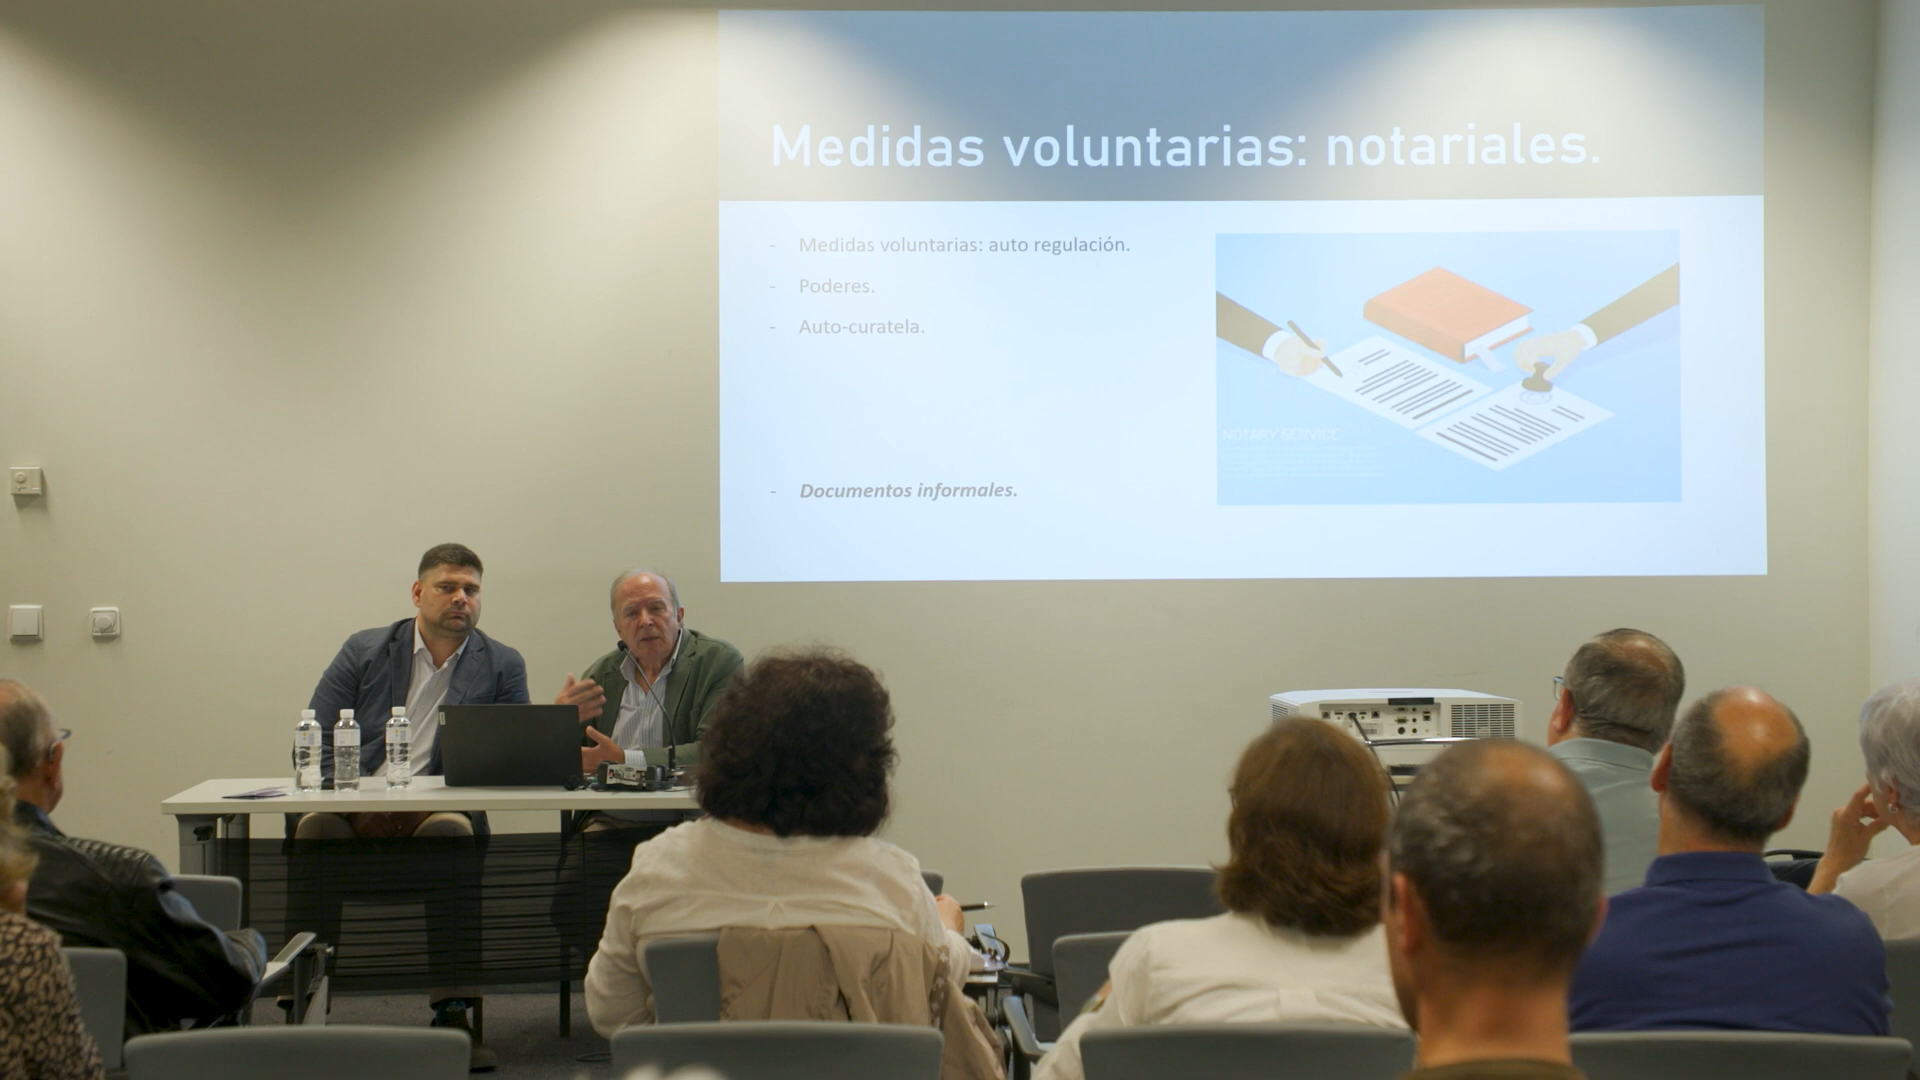 Medidas voluntarias: notariales.
- Medidas voluntarias: auto regulación.
- Poderes.
- Auto-curatela.
- Documentos informales.
NOTARY SERVICE